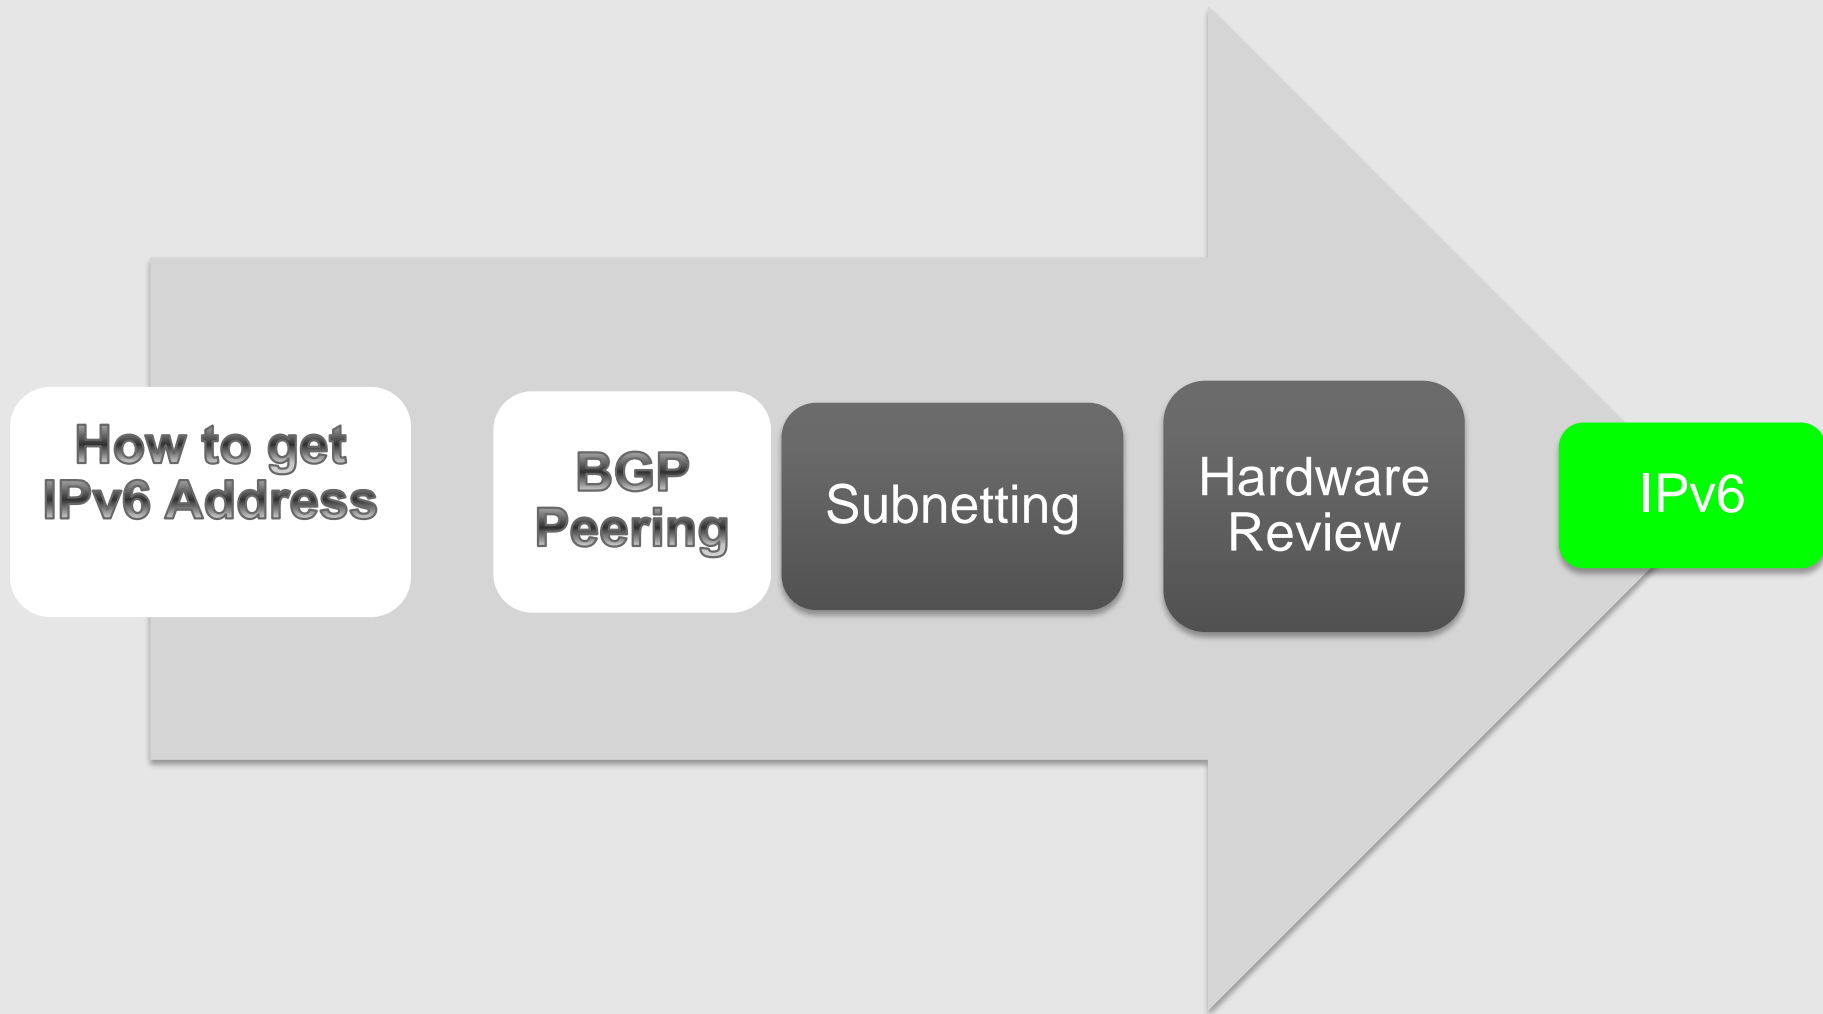 How to get
IPv6 Address
BGP
Peering
Subnetting
Hardware
Review
IPv6